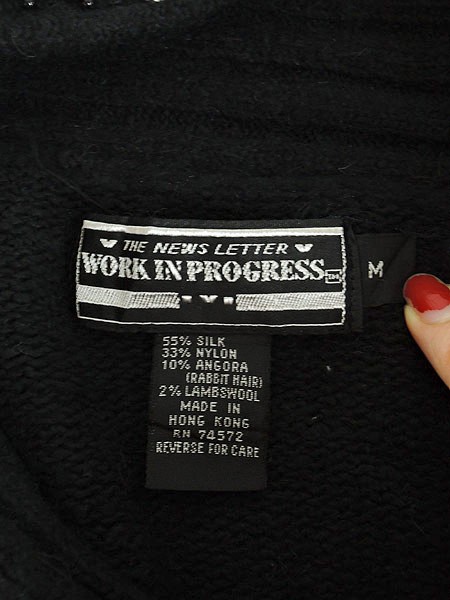 THE NEWS LETTER
WORK IN PROGRESS
M
55% SILK
33% NYLON
10% ANGORA
(RABBIT HAIR)
2% LAMBSWOOL
MADE IN
HONG KONG
RN 74572
REVERSE FOR CARE